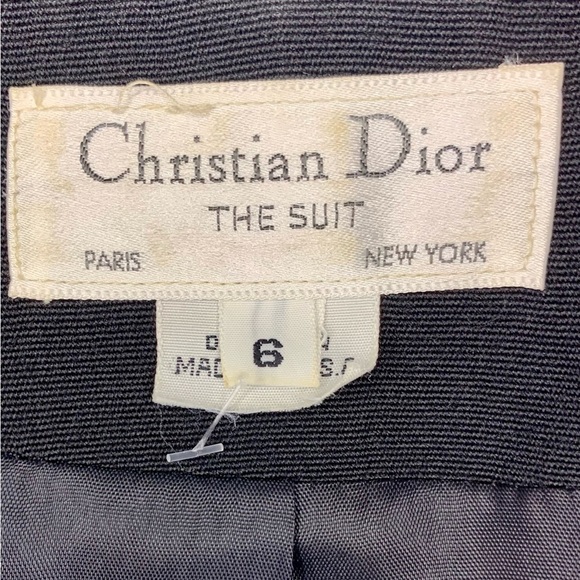 Christian Dior
THE SUIT
PARIS NEW YORK
6